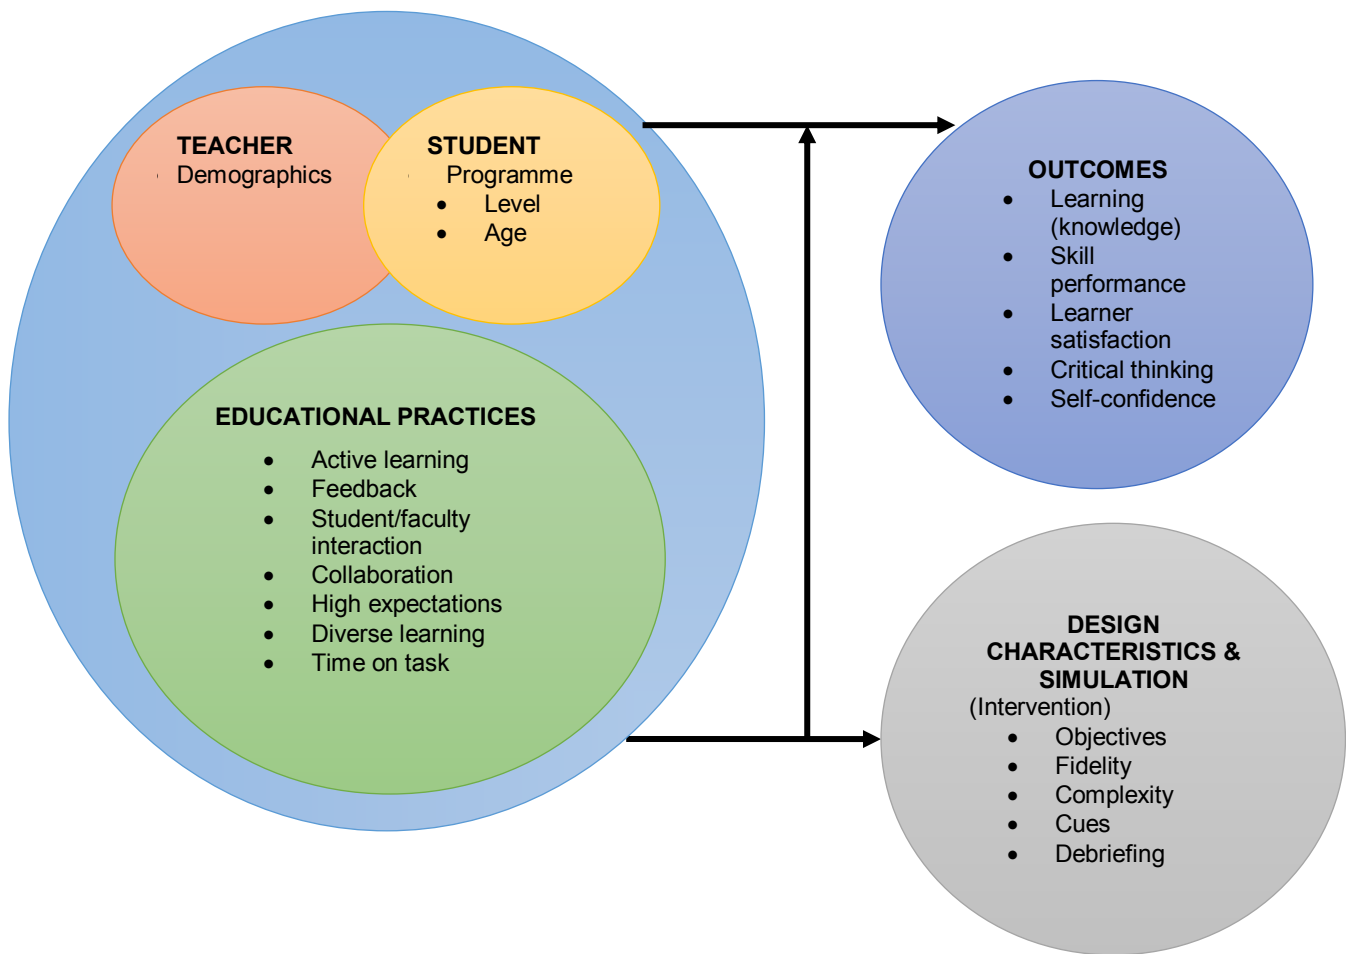 TEACHER
Demographics
STUDENT
Programme
• Level
• Age
EDUCATIONAL PRACTICES
• Active learning
• Feedback
• Student/faculty
interaction
• Collaboration
• High expectations
• Diverse learning
• Time on task
OUTCOMES
• Learning
(knowledge)
• Skill
performance
• Learner
satisfaction
• Critical thinking
• Self-confidence
DESIGN
CHARACTERISTICS &
SIMULATION
(Intervention)
• Objectives
• Fidelity
• Complexity
• Cues
• Debriefing